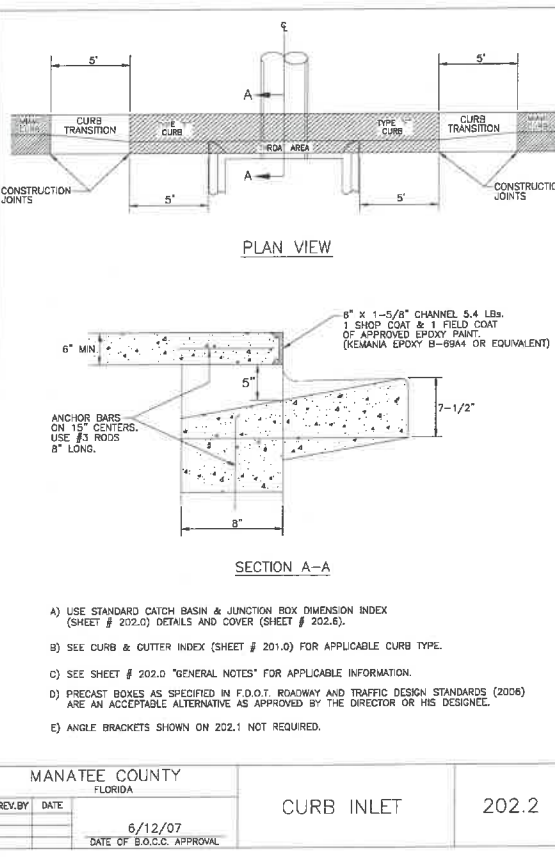 ℄
5'
5'
A
CURB
TRANSITION
CURB
TYPE
CURB
CURB
TRANSITION
AREA
A
CONSTRUCTION
JOINTS
5'
5'
CONSTRUCTION
JOINTS
PLAN VIEW
6" X 1-5/8" CHANNEL 5.4 LBs.
1 SHOP COAT & 1 FIELD COAT
OF APPROVED EPOXY PAINT.
(KEMANIA EPOXY B-69A4 OR EQUIVALENT)
6" MIN
5"
7-1/2"
ANCHOR BARS
ON 15" CENTERS.
USE #3 RODS
8" LONG.
8"
SECTION A-A
A) USE STANDARD CATCH BASIN & JUNCTION BOX DIMENSION INDEX
(SHEET # 202.0) DETAILS AND COVER (SHEET # 202.6).
B) SEE CURB & GUTTER INDEX (SHEET # 201.0) FOR APPLICABLE CURB TYPE.
C) SEE SHEET # 202.0 "GENERAL NOTES" FOR APPLICABLE INFORMATION.
D) PRECAST BOXES AS SPECIFIED IN F.D.O.T. ROADWAY AND TRAFFIC DESIGN STANDARDS (2006)
ARE AN ACCEPTABLE ALTERNATIVE AS APPROVED BY THE DIRECTOR OR HIS DESIGNEE.
E) ANGLE BRACKETS SHOWN ON 202.1 NOT REQUIRED.
MANATEE COUNTY
FLORIDA
REV.BY DATE
6/12/07
DATE OF B.O.C.C. APPROVAL
CURB INLET
202.2